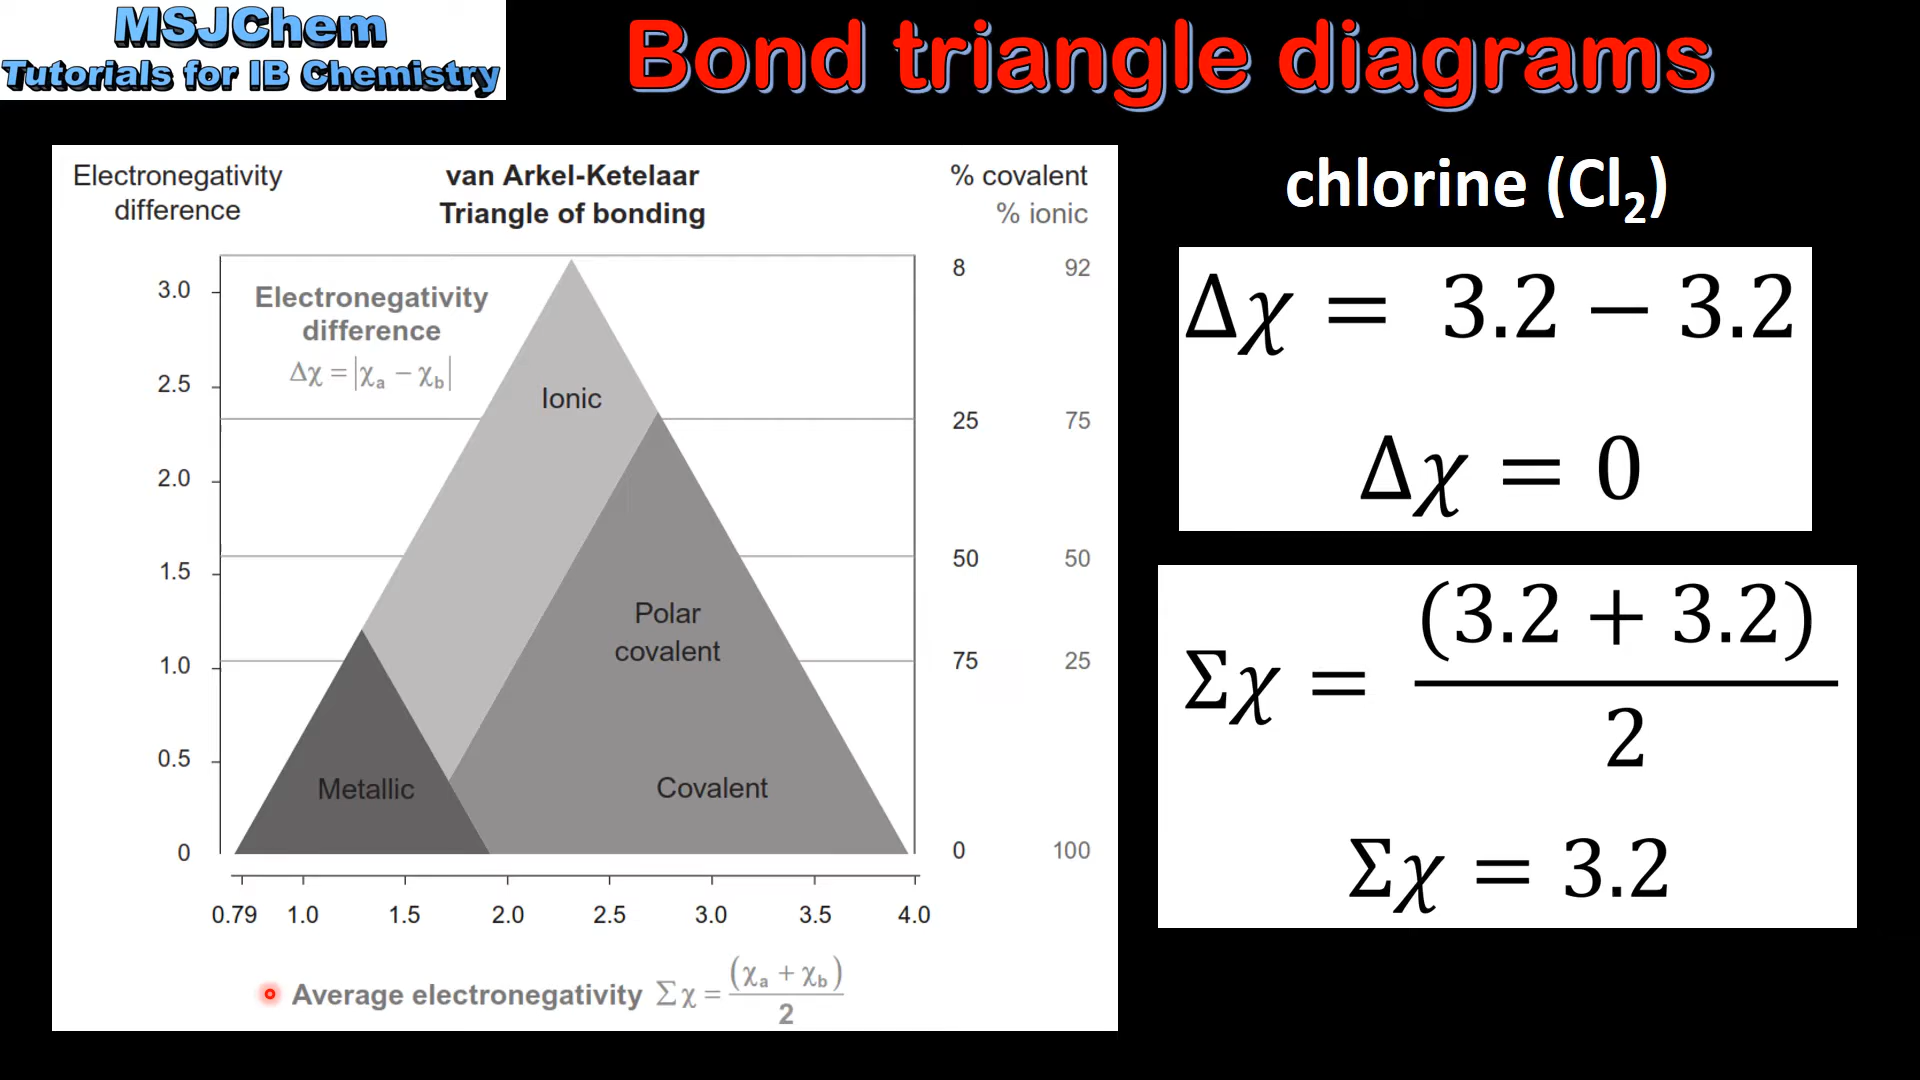 MSJChem
Tutorials for IB Chemistry
Bond triangle diagrams
Electronegativity
difference
van Arkel-Ketelaar
Triangle of bonding
% covalent
% ionic
chlorine (Cl₂)
Electronegativity
difference
Δχ = |χₐ − χ_b|
3.0
2.5
2.0
1.5
1.0
0.5
0
Ionic
Polar
covalent
Metallic
Covalent
8 92
25 75
50 50
75 25
0 100
0.79 1.0 1.5 2.0 2.5 3.0 3.5 4.0
Average electronegativity Σχ = (χₐ + χ_b) / 2
Δχ = 3.2 − 3.2
Δχ = 0
Σχ = (3.2 + 3.2) / 2
Σχ = 3.2